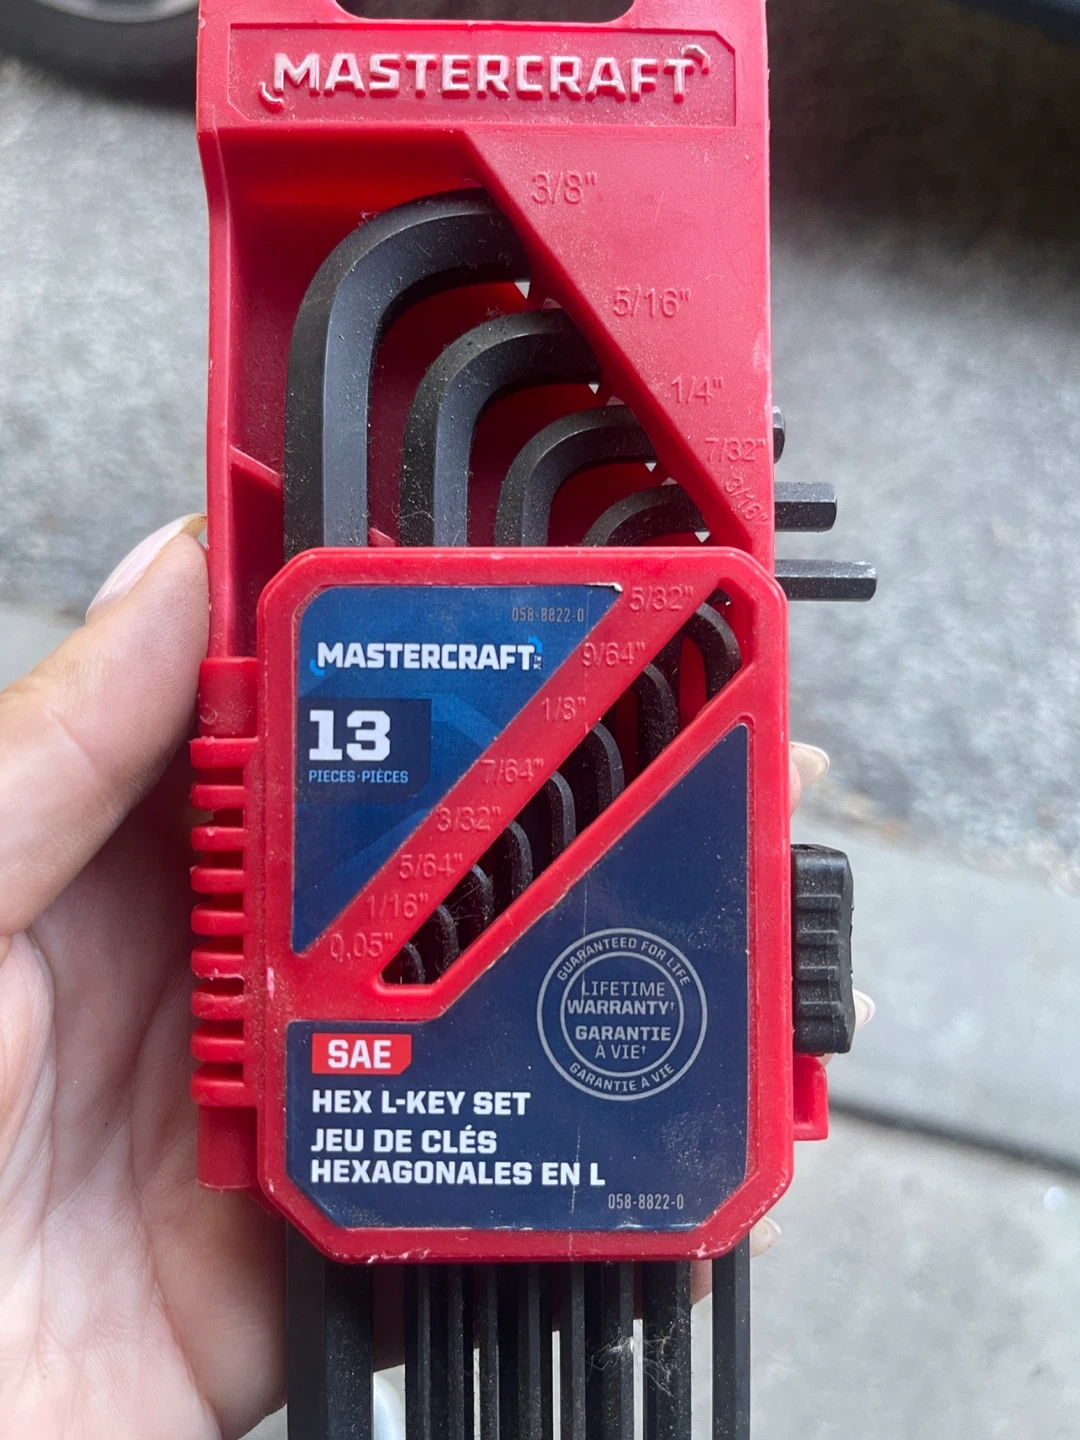 MASTERCRAFT
3/8"
5/16"
1/4"
7/32"
3/16"
5/32"
9/64"
1/8"
7/64"
3/32"
5/64"
1/16"
0,05"
058-8822-0
MASTERCRAFT
13
PIECES·PIÈCES
GUARANTEED FOR LIFE
LIFETIME
WARRANTY†
GARANTIE
À VIE†
GARANTIE À VIE
SAE
HEX L-KEY SET
JEU DE CLÉS
HEXAGONALES EN L
058-8822-0